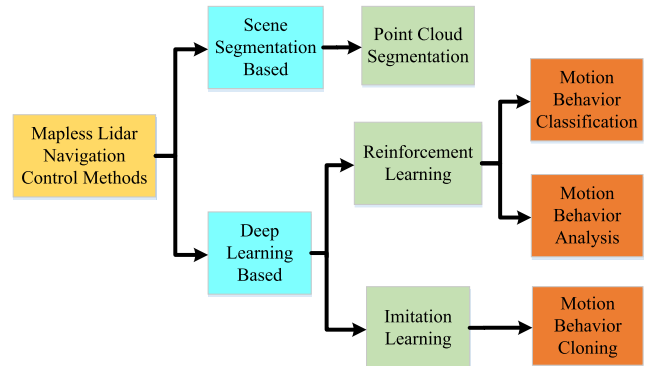 Mapless Lidar
Navigation
Control Methods
Scene
Segmentation
Based
Point Cloud
Segmentation
Deep
Learning
Based
Reinforcement
Learning
Motion
Behavior
Classification
Motion
Behavior
Analysis
Imitation
Learning
Motion
Behavior
Cloning